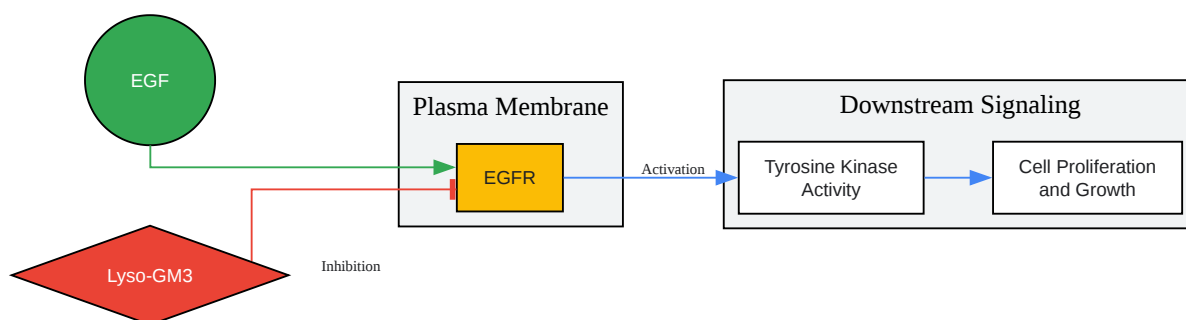 EGF
Plasma Membrane
Downstream Signaling
EGFR
Activation
Tyrosine Kinase
Activity
Cell Proliferation
and Growth
Lyso-GM3
Inhibition